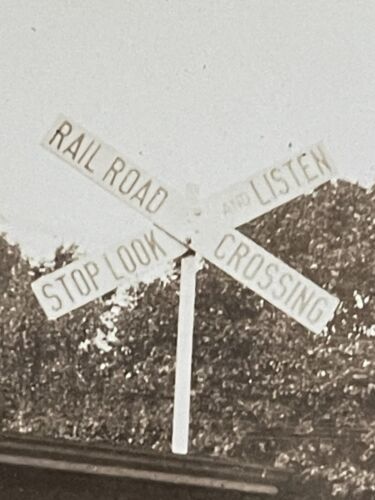 RAIL ROAD CROSSING
STOP LOOK AND LISTEN